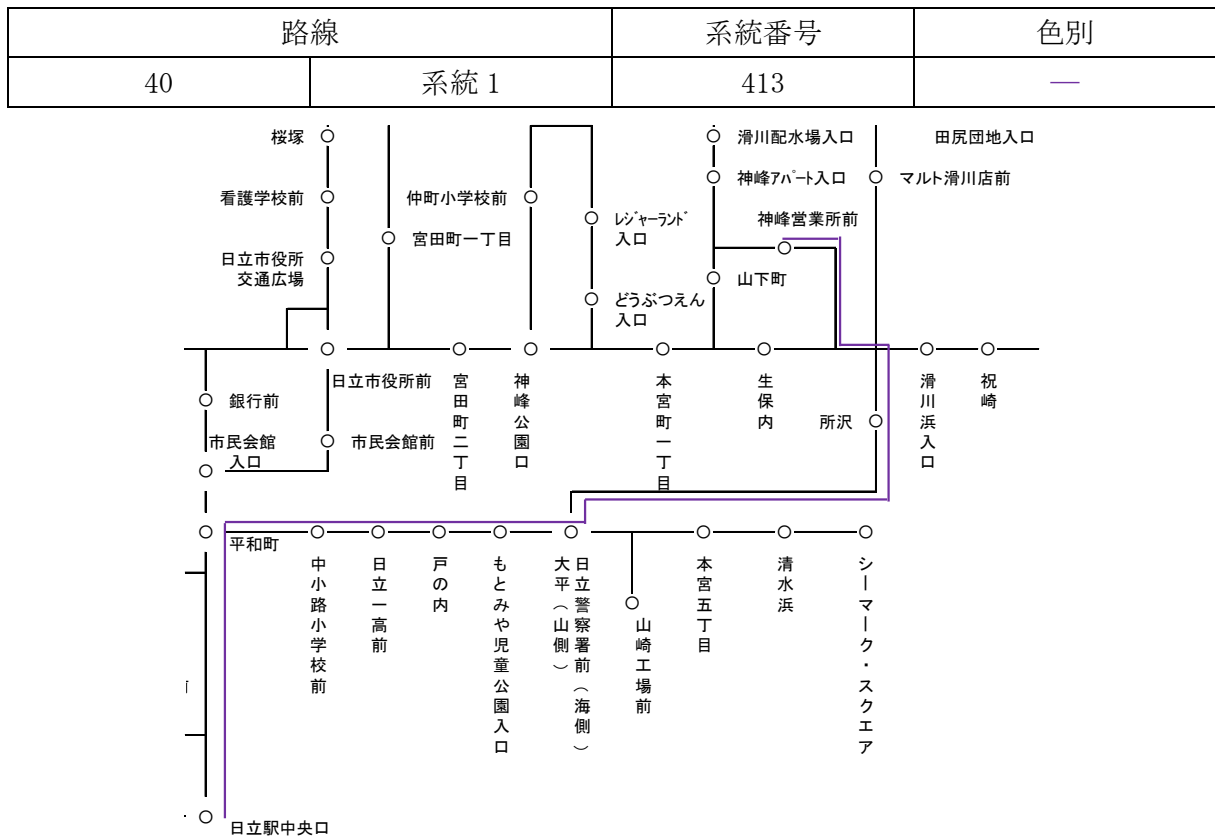 路線 系統番号 色別
40 系統1 413 —
桜塚
看護学校前
日立市役所
交通広場
宮田町一丁目
仲町小学校前
レジャーランド
入口
どうぶつえん
入口
滑川配水場入口
神峰アパート入口
神峰営業所前
山下町
田尻団地入口
マルト滑川店前
日立市役所前
宮田町二丁目
神峰公園口
本宮町一丁目
生保内
所沢
滑川浜入口
祝崎
銀行前
市民会館
入口
市民会館前
平和町
中小路小学校前
日立一高前
戸の内
もとみや児童公園入口
日立警察署前(海側)
大平(山側)
山崎工場前
本宮五丁目
清水浜
シーマーク・スクエア
日立駅中央口